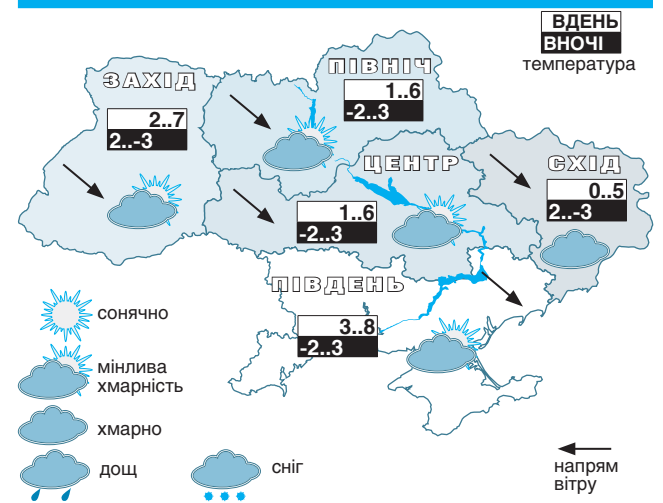 ВДЕНЬ
ВНОЧІ
температура
ПІВНІЧ
1..6
-2..3
ЗАХІД
2..7
2..-3
ЦЕНТР
1..6
-2..3
СХІД
0..5
2..-3
ПІВДЕНЬ
3..8
-2..3
сонячно
мінлива
хмарність
хмарно
дощ
сніг
напрям
вітру